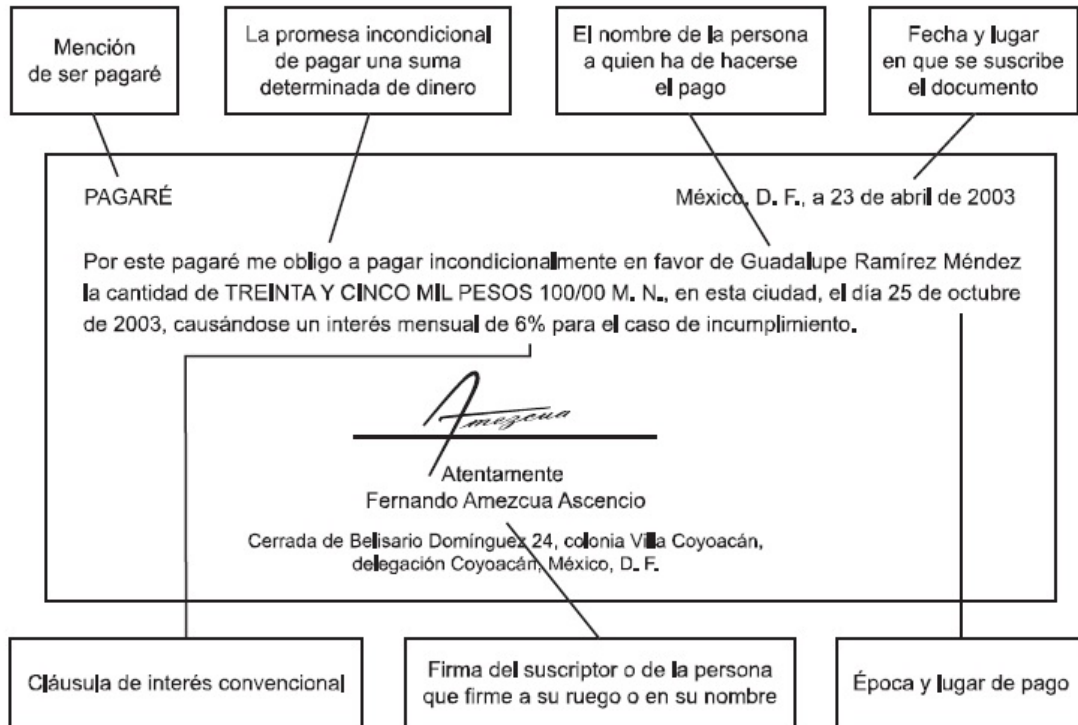 Mención
de ser pagaré
La promesa incondicional
de pagar una suma
determinada de dinero
El nombre de la persona
a quien ha de hacerse
el pago
Fecha y lugar
en que se suscribe
el documento
PAGARÉ
México, D. F., a 23 de abril de 2003
Por este pagaré me obligo a pagar incondicionalmente en favor de Guadalupe Ramírez Méndez
la cantidad de TREINTA Y CINCO MIL PESOS 100/00 M. N., en esta ciudad, el día 25 de octubre
de 2003, causándose un interés mensual de 6% para el caso de incumplimiento.
Amezcua
Atentamente
Fernando Amezcua Ascencio
Cerrada de Belisario Domínguez 24, colonia Villa Coyoacán,
delegación Coyoacán, México, D. F.
Cláusula de interés convencional
Firma del suscriptor o de la persona
que firme a su ruego o en su nombre
Época y lugar de pago